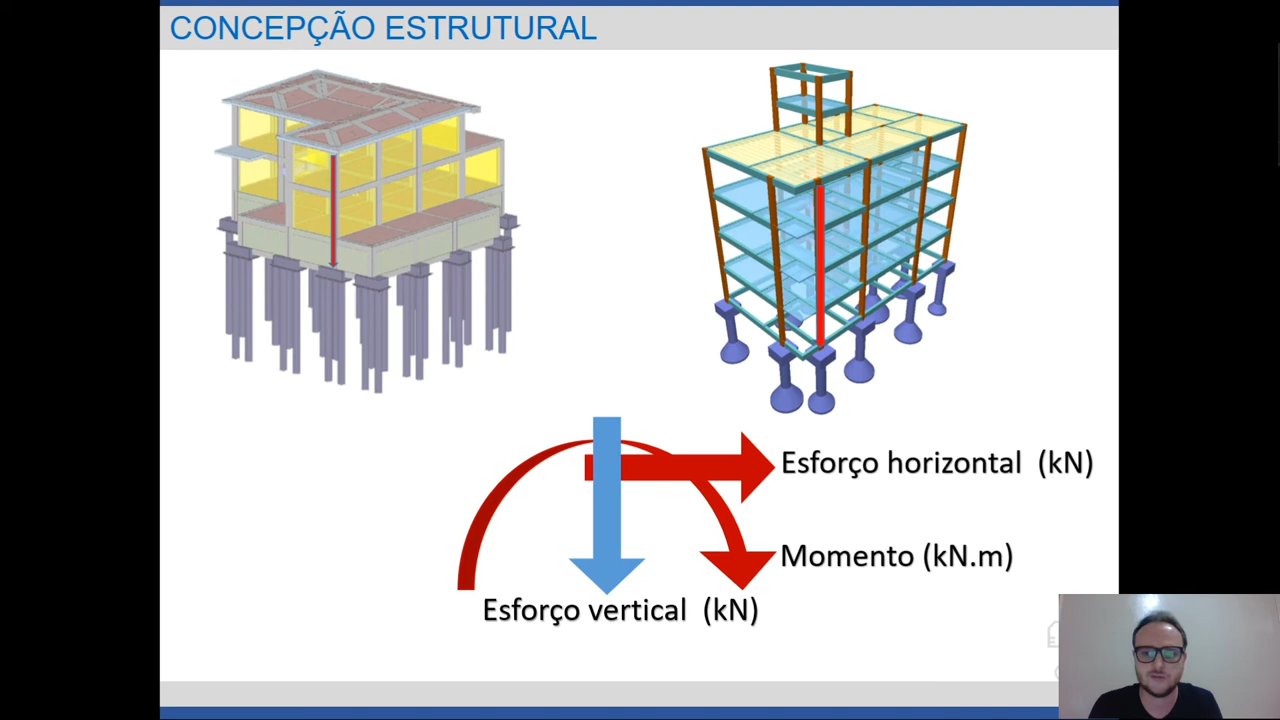 CONCEPÇÃO ESTRUTURAL
Esforço horizontal (kN)
Momento (kN.m)
Esforço vertical (kN)